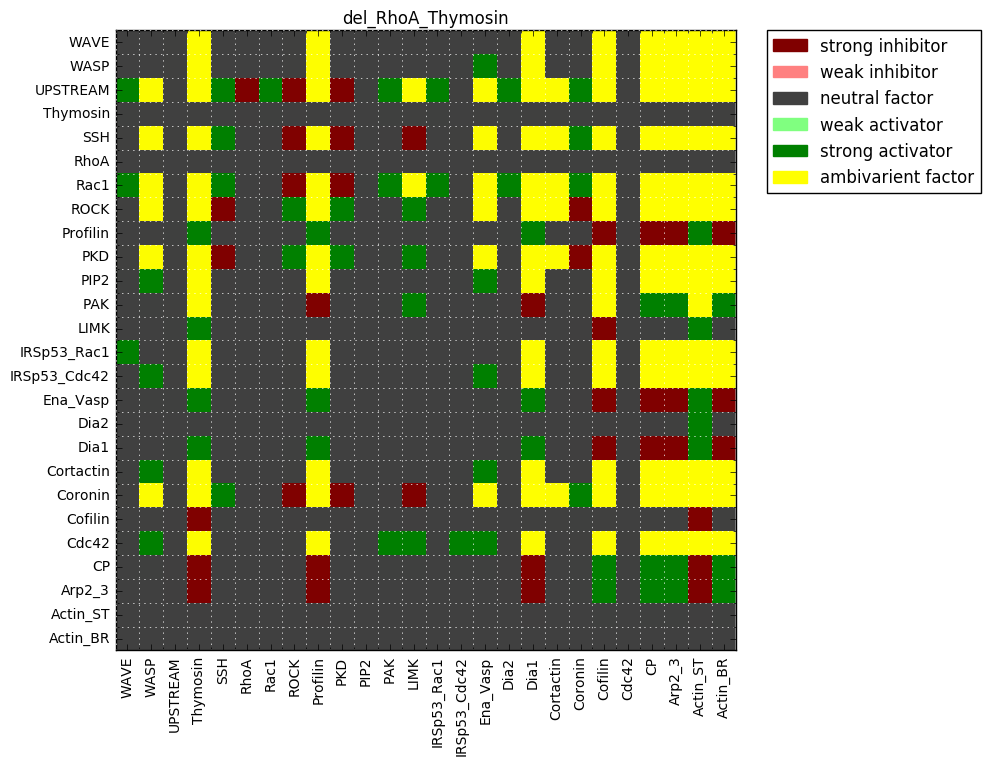 del_RhoA_Thymosin
WAVE
WASP
UPSTREAM
Thymosin
SSH
RhoA
Rac1
ROCK
Profilin
PKD
PIP2
PAK
LIMK
IRSp53_Rac1
IRSp53_Cdc42
Ena_Vasp
Dia2
Dia1
Cortactin
Coronin
Cofilin
Cdc42
CP
Arp2_3
Actin_ST
Actin_BR
WAVE
WASP
UPSTREAM
Thymosin
SSH
RhoA
Rac1
ROCK
Profilin
PKD
PIP2
PAK
LIMK
IRSp53_Rac1
IRSp53_Cdc42
Ena_Vasp
Dia2
Dia1
Cortactin
Coronin
Cofilin
Cdc42
CP
Arp2_3
Actin_ST
Actin_BR
strong inhibitor
weak inhibitor
neutral factor
weak activator
strong activator
ambivarient factor